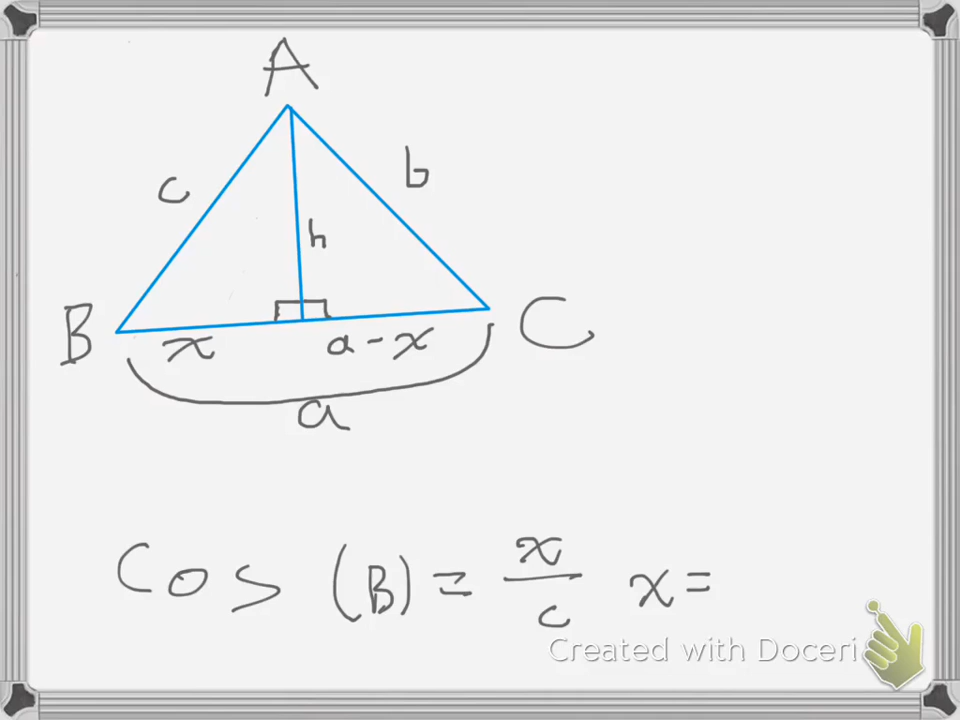 A
c
b
h
B
C
x
a-x
a
Cos (B) = x/c x=
Created with Doceri